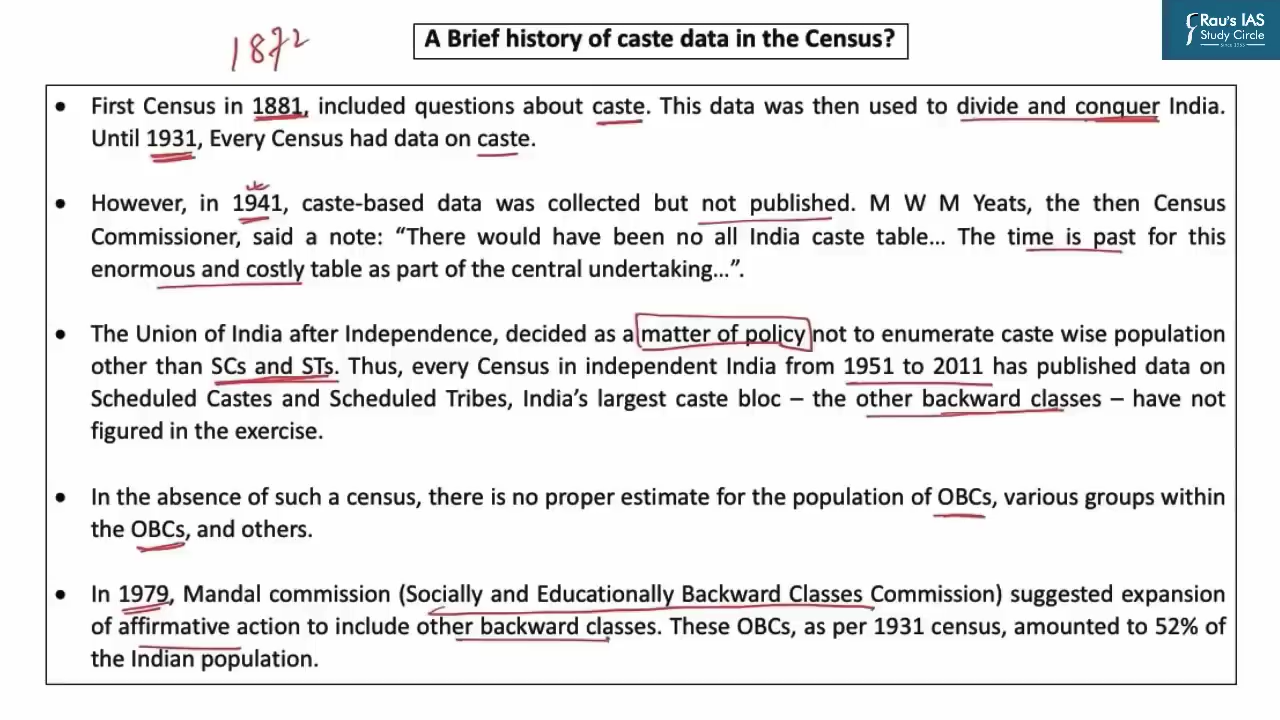 1872
A Brief history of caste data in the Census?
Rau's IAS
Study Circle
Since 1953
• First Census in 1881, included questions about caste. This data was then used to divide and conquer India.
Until 1931, Every Census had data on caste.
• However, in 1941, caste-based data was collected but not published. M W M Yeats, the then Census
Commissioner, said a note: “There would have been no all India caste table... The time is past for this
enormous and costly table as part of the central undertaking...”.
• The Union of India after Independence, decided as a matter of policy not to enumerate caste wise population
other than SCs and STs. Thus, every Census in independent India from 1951 to 2011 has published data on
Scheduled Castes and Scheduled Tribes, India’s largest caste bloc – the other backward classes – have not
figured in the exercise.
• In the absence of such a census, there is no proper estimate for the population of OBCs, various groups within
the OBCs, and others.
• In 1979, Mandal commission (Socially and Educationally Backward Classes Commission) suggested expansion
of affirmative action to include other backward classes. These OBCs, as per 1931 census, amounted to 52% of
the Indian population.